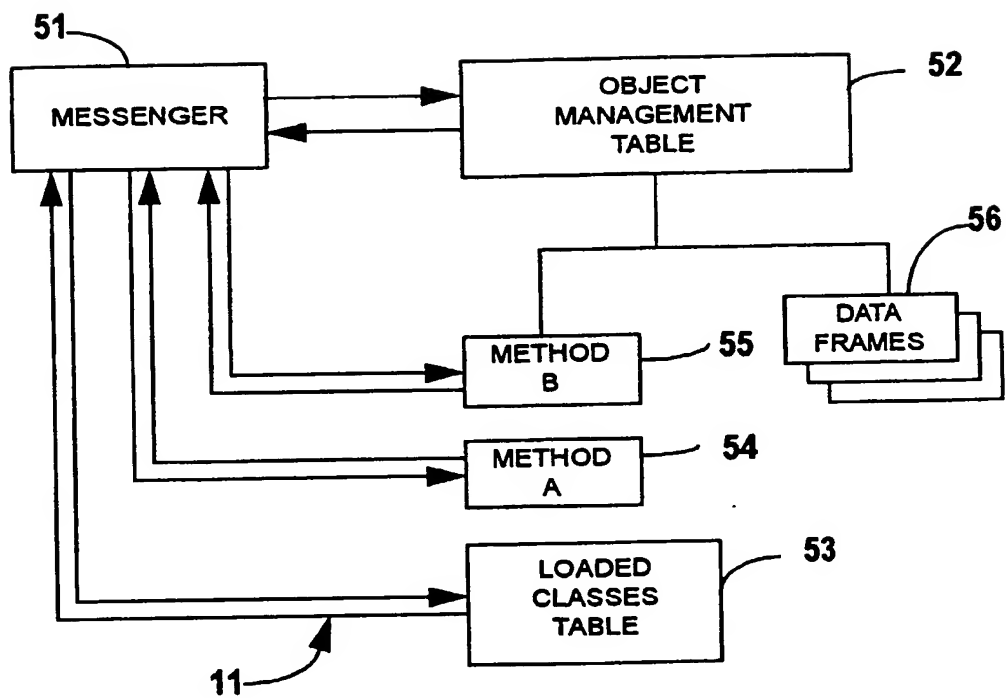 51
MESSENGER
OBJECT
MANAGEMENT
TABLE
52
56
DATA
FRAMES
METHOD
B
55
METHOD
A
54
LOADED
CLASSES
TABLE
53
11